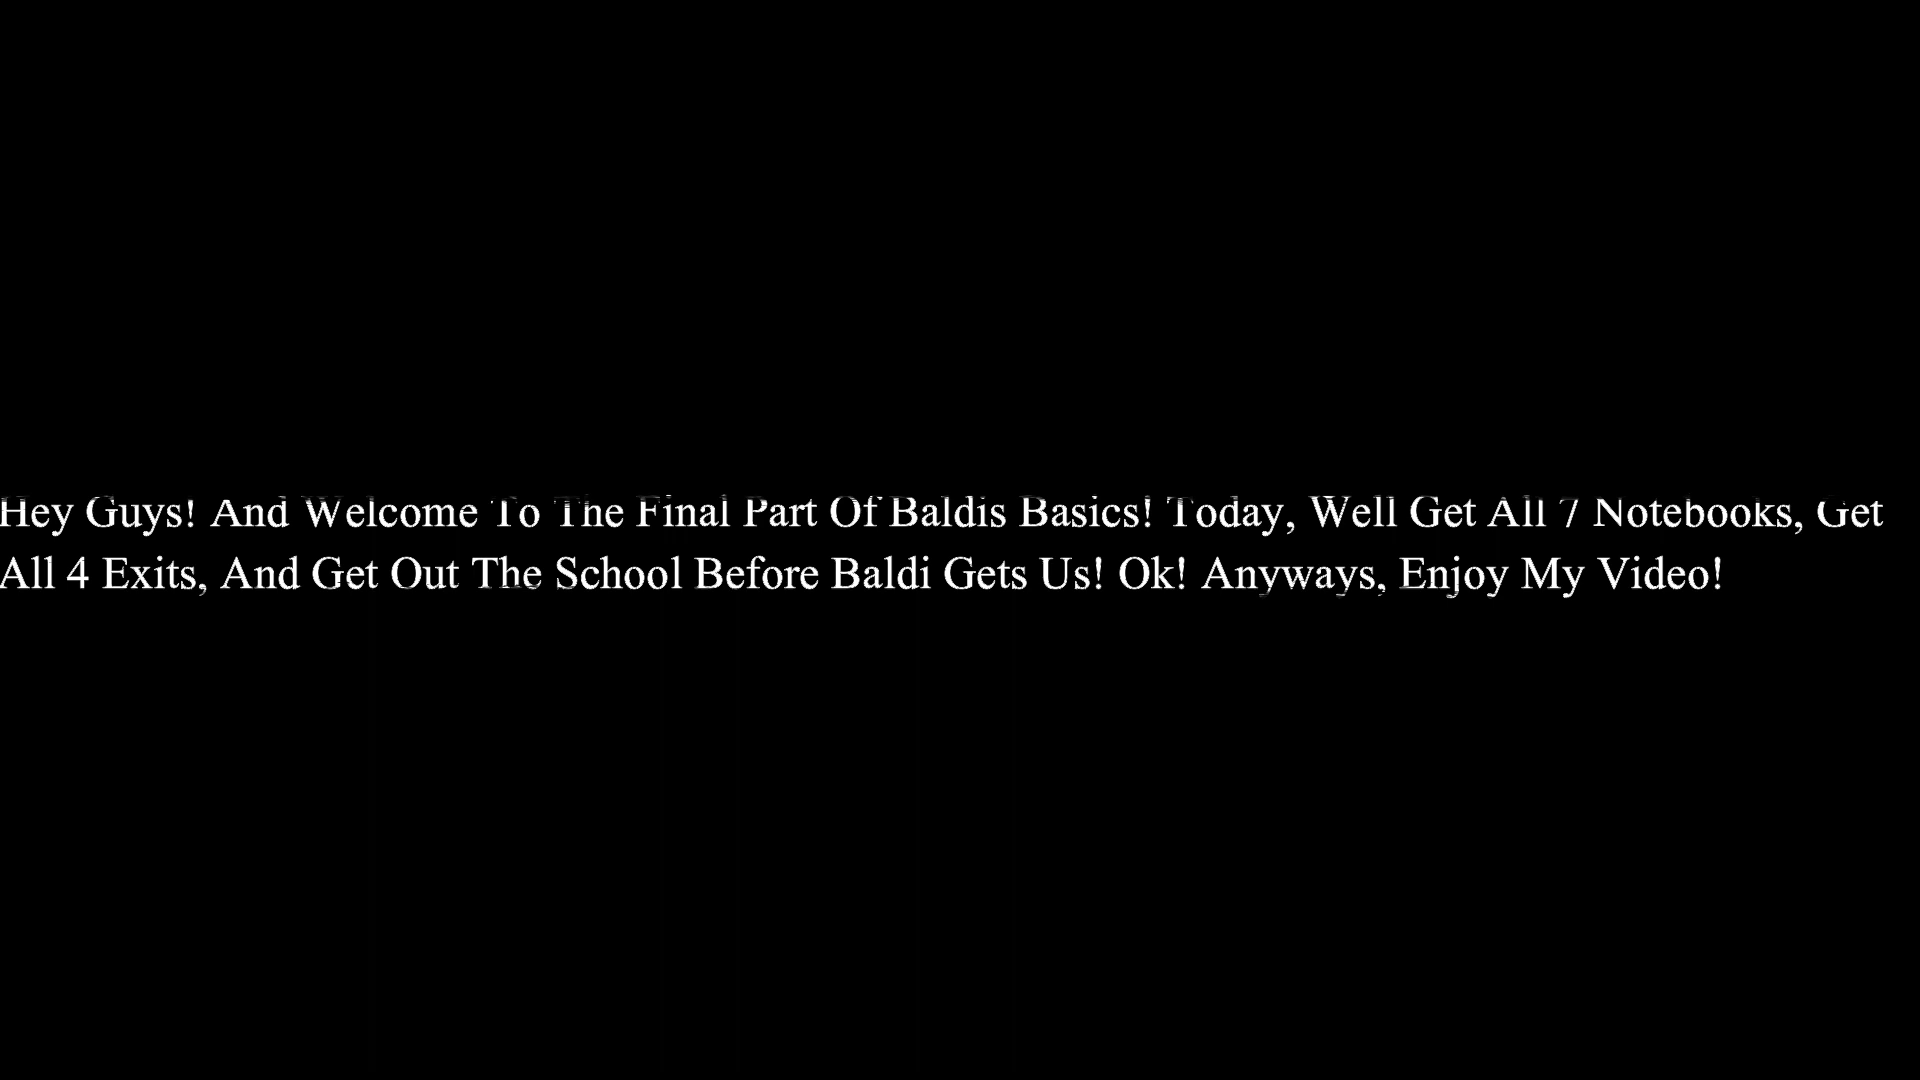 Hey Guys! And Welcome To The Final Part Of Baldis Basics! Today, Well Get All 7 Notebooks, Get
All 4 Exits, And Get Out The School Before Baldi Gets Us! Ok! Anyways, Enjoy My Video!